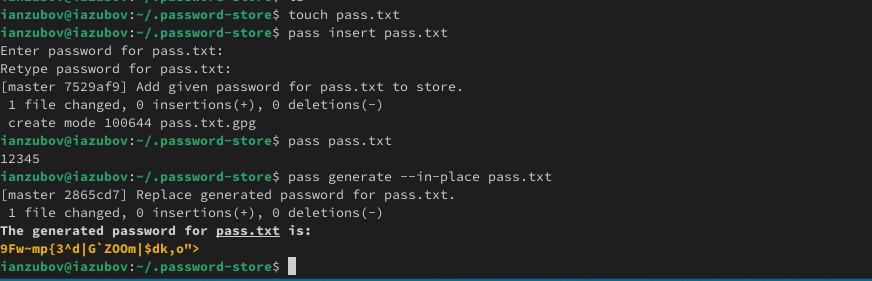 ianzubov@iazubov:~/.password-store$ touch pass.txt
ianzubov@iazubov:~/.password-store$ pass insert pass.txt
Enter password for pass.txt:
Retype password for pass.txt:
[master 7529af9] Add given password for pass.txt to store.
 1 file changed, 0 insertions(+), 0 deletions(-)
 create mode 100644 pass.txt.gpg
ianzubov@iazubov:~/.password-store$ pass pass.txt
12345
ianzubov@iazubov:~/.password-store$ pass generate --in-place pass.txt
[master 2865cd7] Replace generated password for pass.txt.
 1 file changed, 0 insertions(+), 0 deletions(-)
The generated password for pass.txt is:
9Fw~mp{3^d|G`ZOOm|$dk,o">
ianzubov@iazubov:~/.password-store$